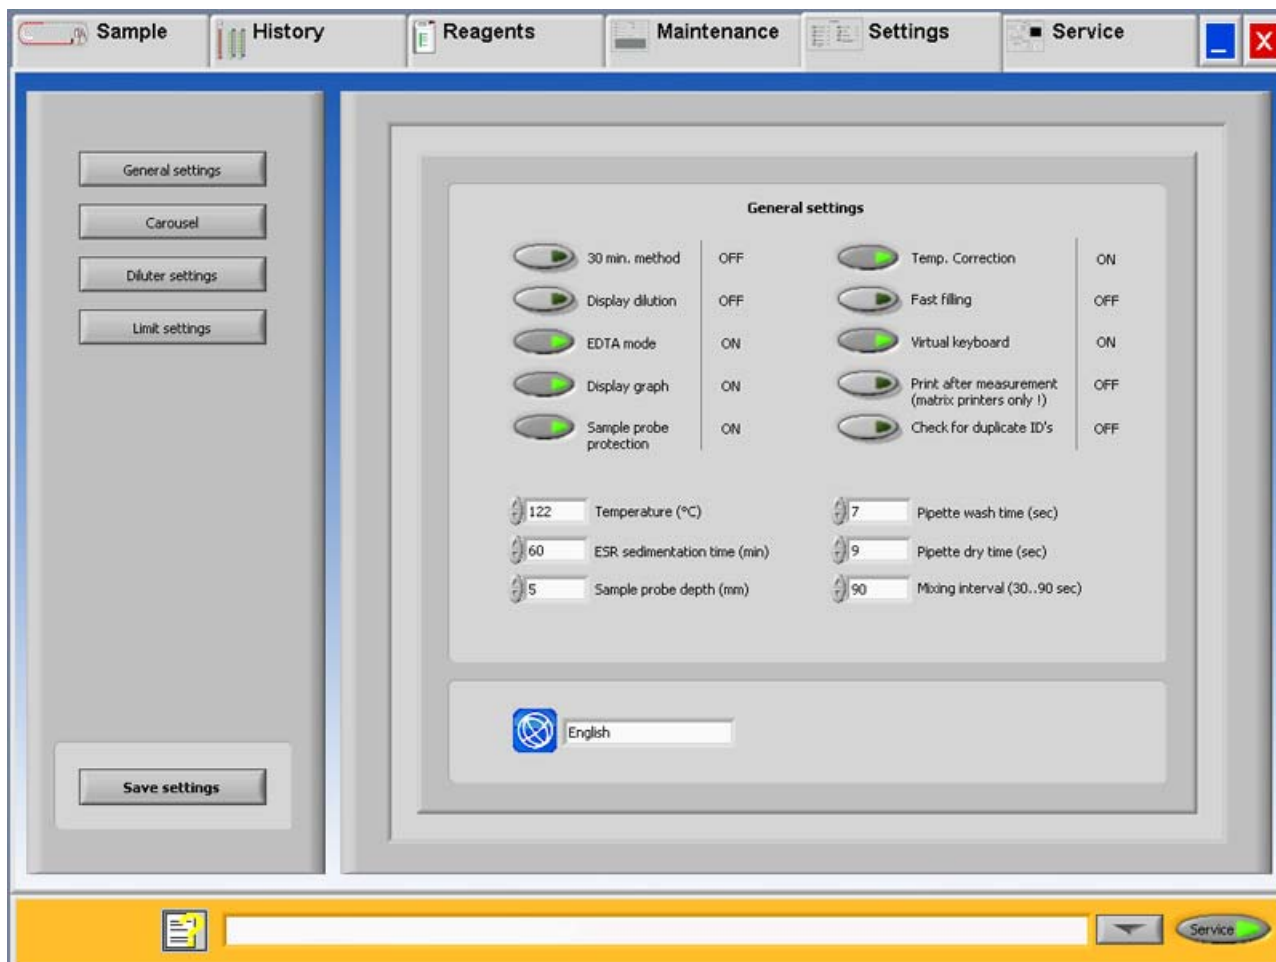 Sample
History
Reagents
Maintenance
Settings
Service
_
X
General settings
Carousel
Diluter settings
Limit settings
Save settings
General settings
30 min. method OFF
Display dilution OFF
EDTA mode ON
Display graph ON
Sample probe
protection ON
Temp. Correction ON
Fast filling OFF
Virtual keyboard ON
Print after measurement OFF
(matrix printers only !)
Check for duplicate ID's OFF
122 Temperature (°C)
60 ESR sedimentation time (min)
5 Sample probe depth (mm)
7 Pipette wash time (sec)
9 Pipette dry time (sec)
90 Mixing interval (30..90 sec)
English
Service